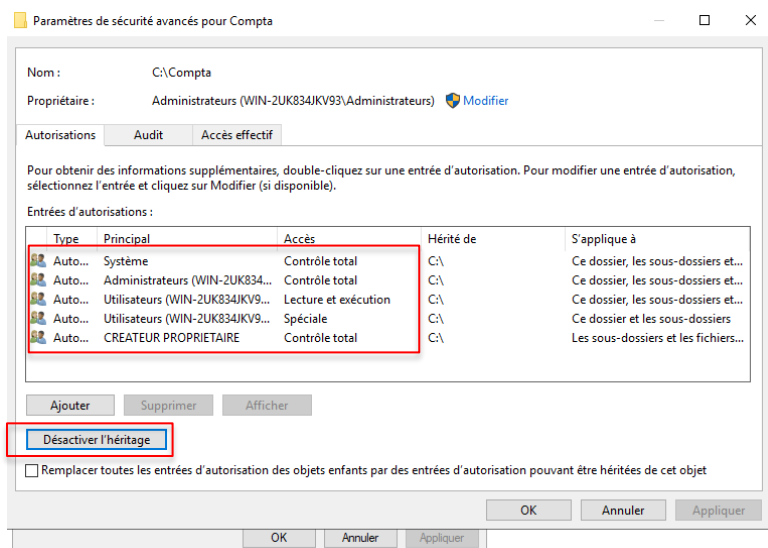 Paramètres de sécurité avancés pour Compta
Nom : C:\Compta
Propriétaire : Administrateurs (WIN-2UK834JKV93\Administrateurs) Modifier
Autorisations Audit Accès effectif
Pour obtenir des informations supplémentaires, double-cliquez sur une entrée d'autorisation. Pour modifier une entrée d'autorisation,
sélectionnez l'entrée et cliquez sur Modifier (si disponible).
Entrées d'autorisations :
Type Principal Accès Hérité de S'applique à
Auto... Système Contrôle total C:\ Ce dossier, les sous-dossiers et...
Auto... Administrateurs (WIN-2UK834... Contrôle total C:\ Ce dossier, les sous-dossiers et...
Auto... Utilisateurs (WIN-2UK834JKV9... Lecture et exécution C:\ Ce dossier, les sous-dossiers et...
Auto... Utilisateurs (WIN-2UK834JKV9... Spéciale C:\ Ce dossier et les sous-dossiers
Auto... CREATEUR PROPRIETAIRE Contrôle total C:\ Les sous-dossiers et les fichiers...
Ajouter Supprimer Afficher
Désactiver l'héritage
Remplacer toutes les entrées d'autorisation des objets enfants par des entrées d'autorisation pouvant être héritées de cet objet
OK Annuler Appliquer
OK Annuler Appliquer